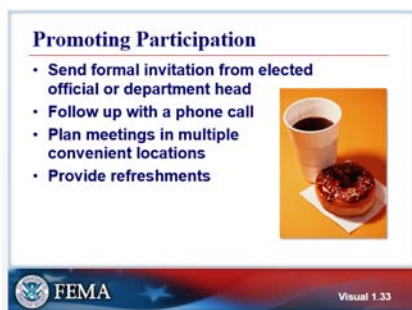 Promoting Participation
• Send formal invitation from elected
official or department head
• Follow up with a phone call
• Plan meetings in multiple
convenient locations
• Provide refreshments
FEMA
Visual 1.33